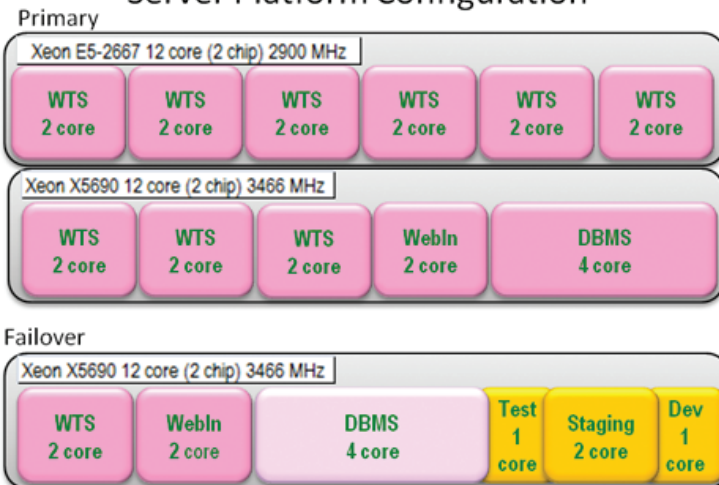 Server Platform Configuration
Primary
Xeon E5-2667 12 core (2 chip) 2900 MHz
WTS WTS WTS WTS WTS WTS
2 core 2 core 2 core 2 core 2 core 2 core
Xeon X5690 12 core (2 chip) 3466 MHz
WTS WTS WTS WebIn DBMS
2 core 2 core 2 core 2 core 4 core
Failover
Xeon X5690 12 core (2 chip) 3466 MHz
WTS
2 core
WebIn
2 core
DBMS
4 core
Test
1
core
Staging
2 core
Dev
1
core